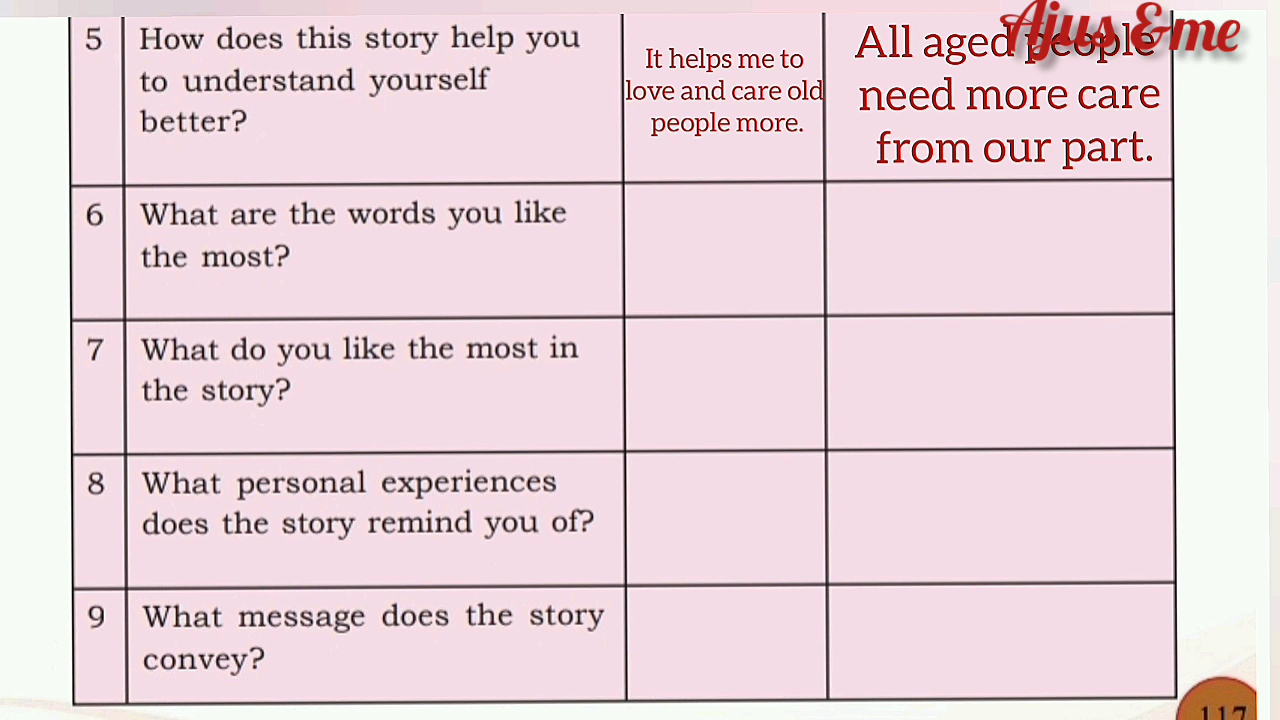 Ajus &me
5 How does this story help you
to understand yourself
better?
It helps me to
love and care old
people more.
All aged people
need more care
from our part.
6 What are the words you like
the most?
7 What do you like the most in
the story?
8 What personal experiences
does the story remind you of?
9 What message does the story
convey?
117